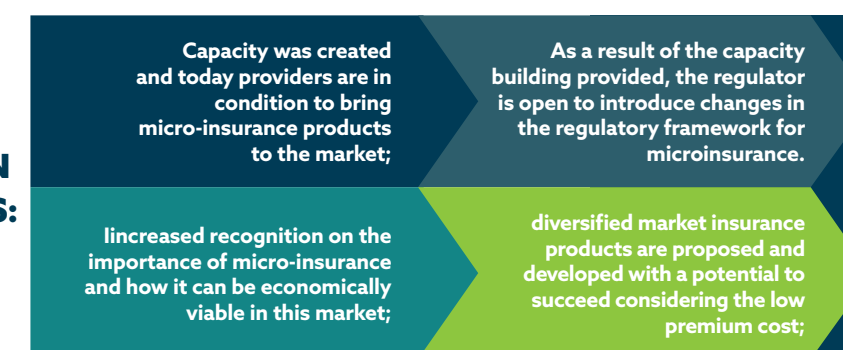 N
S:
Capacity was created
and today providers are in
condition to bring
micro-insurance products
to the market;
As a result of the capacity
building provided, the regulator
is open to introduce changes in
the regulatory framework for
microinsurance.
lincreased recognition on the
importance of micro-insurance
and how it can be economically
viable in this market;
diversified market insurance
products are proposed and
developed with a potential to
succeed considering the low
premium cost;